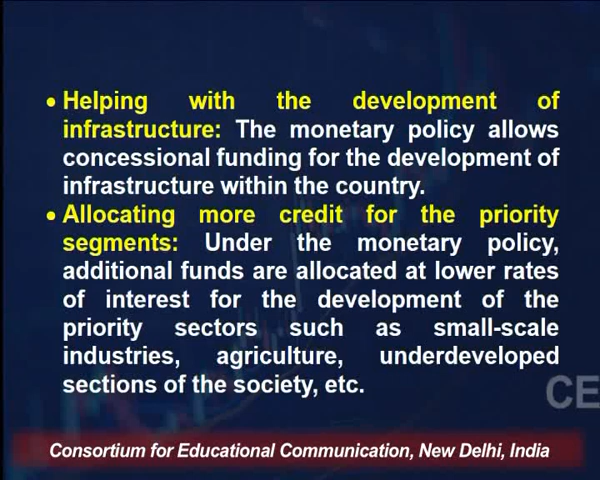 • Helping with the development of
infrastructure: The monetary policy allows
concessional funding for the development of
infrastructure within the country.
• Allocating more credit for the priority
segments: Under the monetary policy,
additional funds are allocated at lower rates
of interest for the development of the
priority sectors such as small-scale
industries, agriculture, underdeveloped
sections of the society, etc.
CE
Consortium for Educational Communication, New Delhi, India